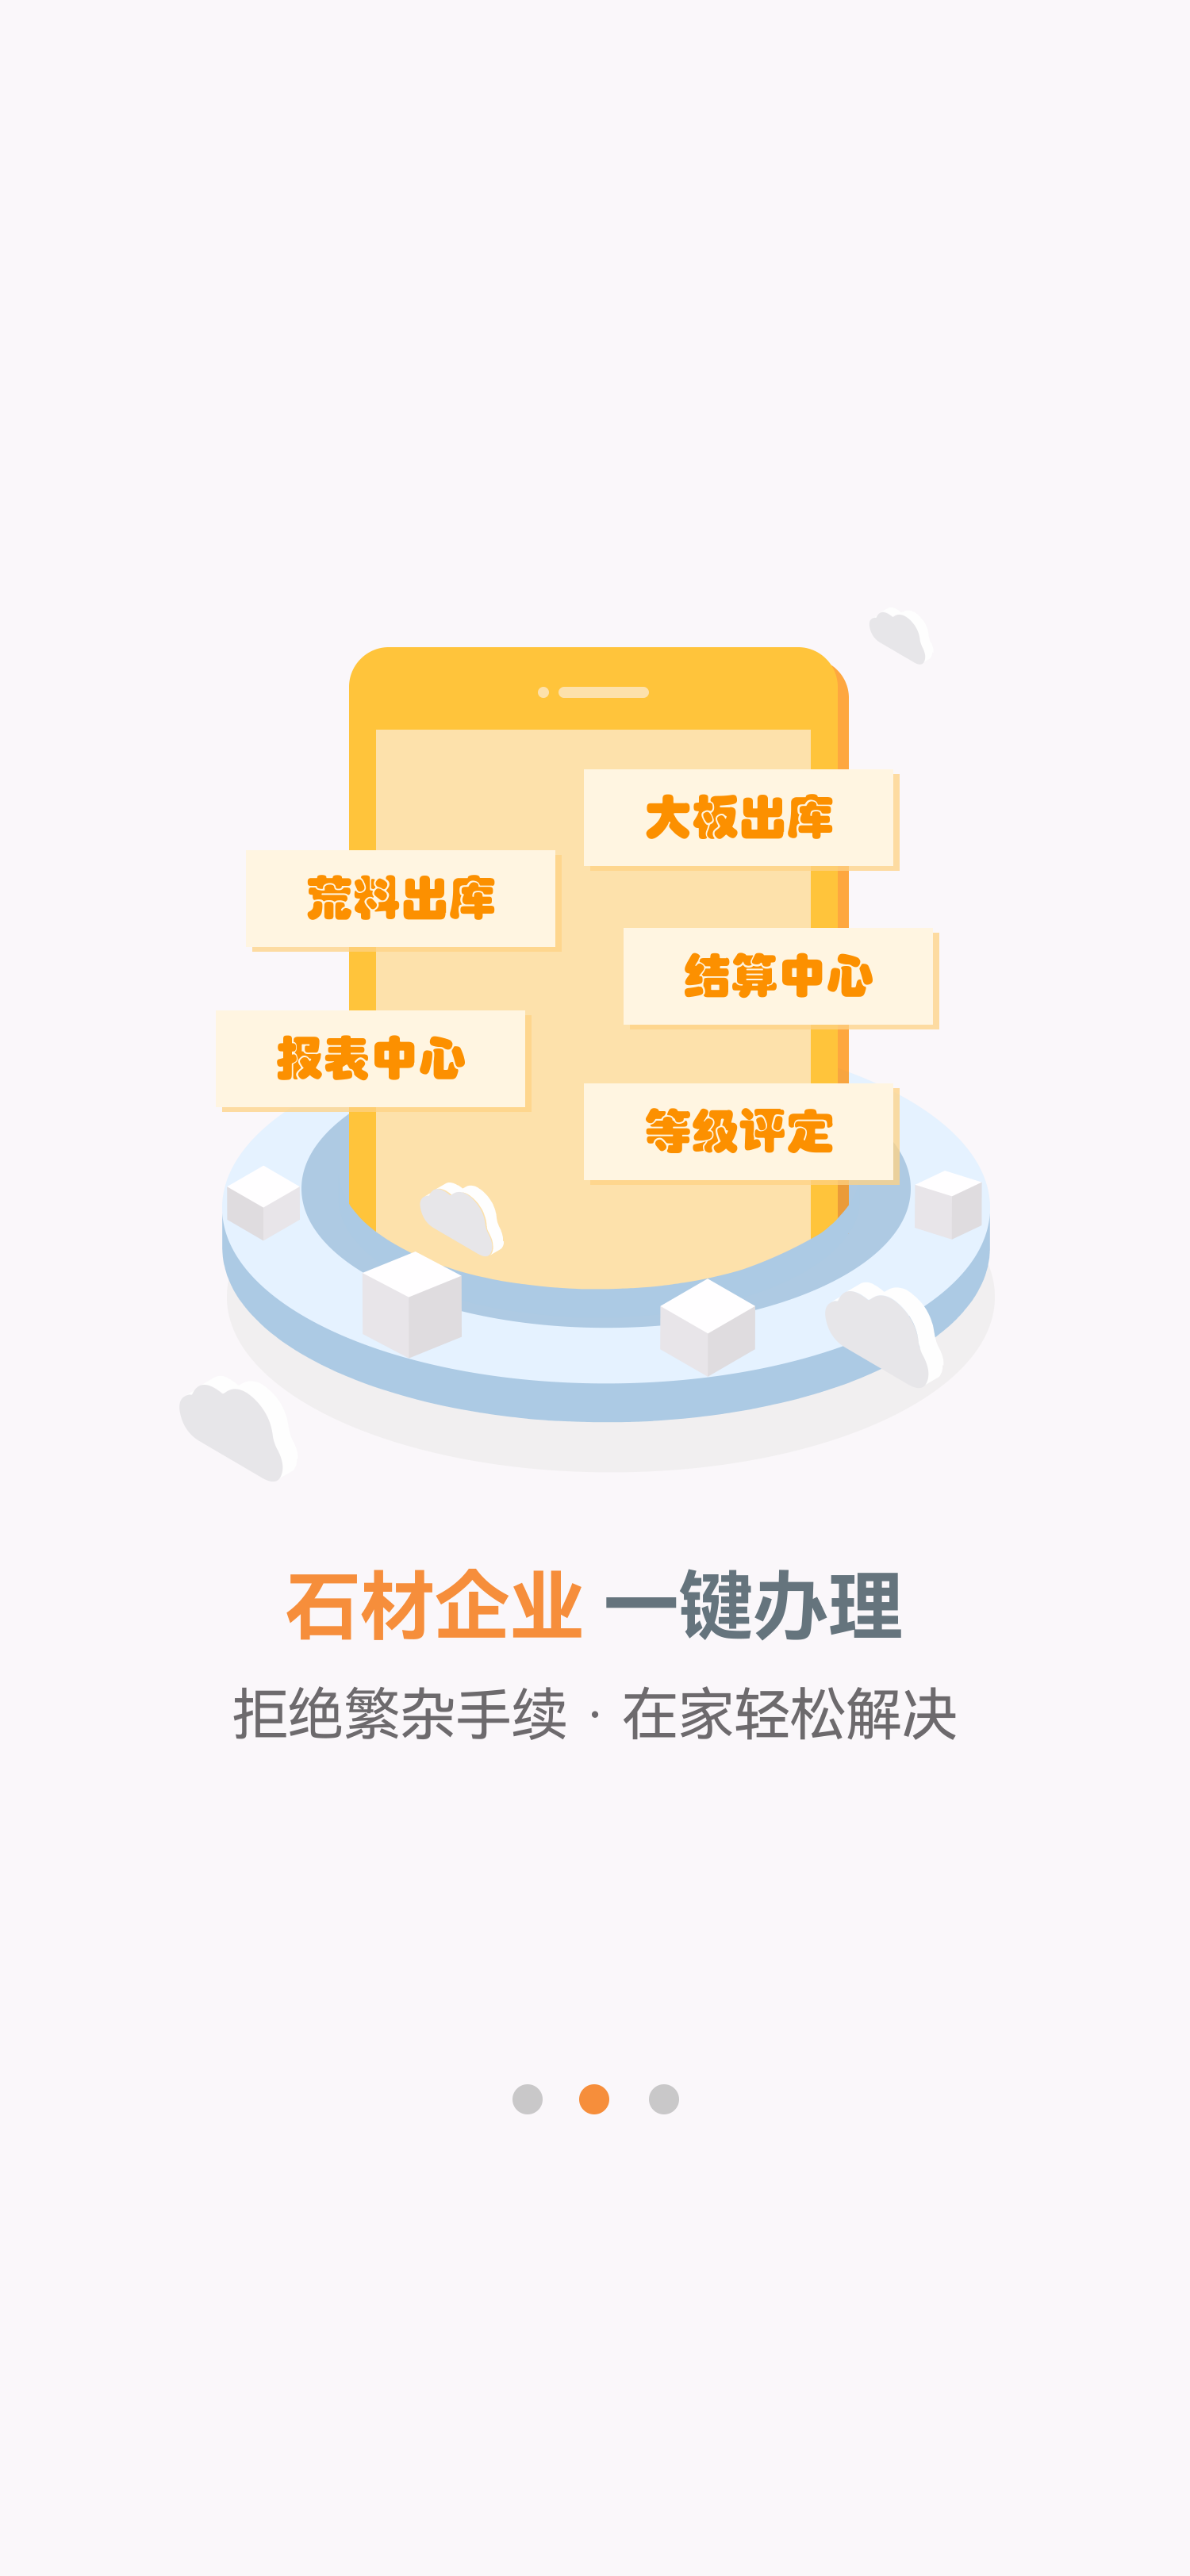 大板出库
荒料出库
结算中心
报表中心
等级评定
石材企业 一键办理
拒绝繁杂手续 · 在家轻松解决